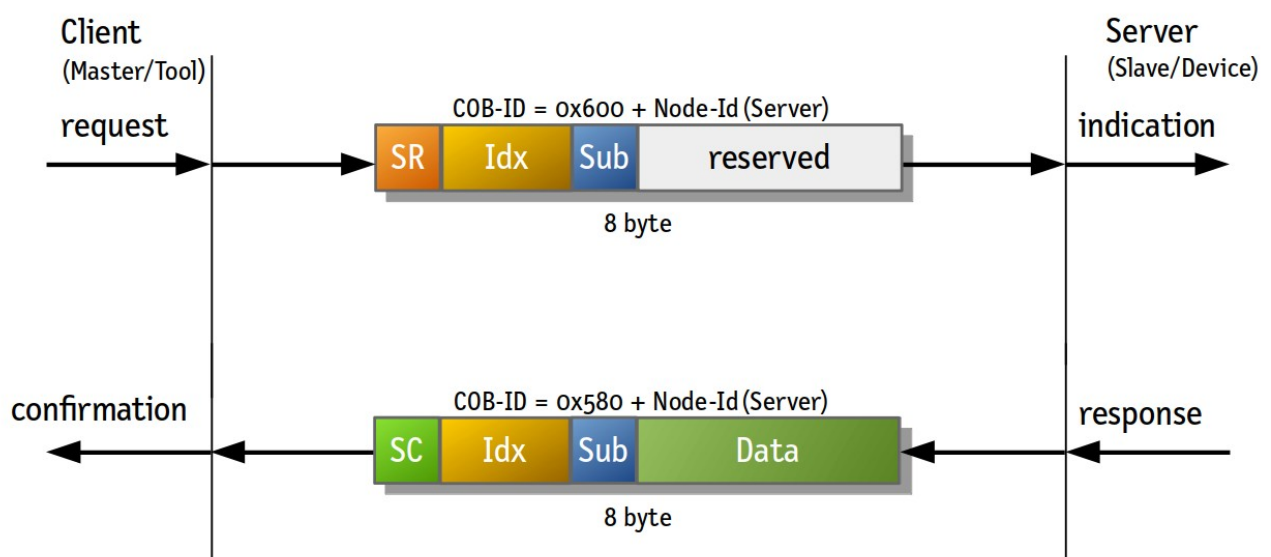 Client
(Master/Tool)
Server
(Slave/Device)
request
COB-ID = 0x600 + Node-Id (Server)
indication
SR Idx Sub reserved
8 byte
confirmation
COB-ID = 0x580 + Node-Id (Server)
response
SC Idx Sub Data
8 byte